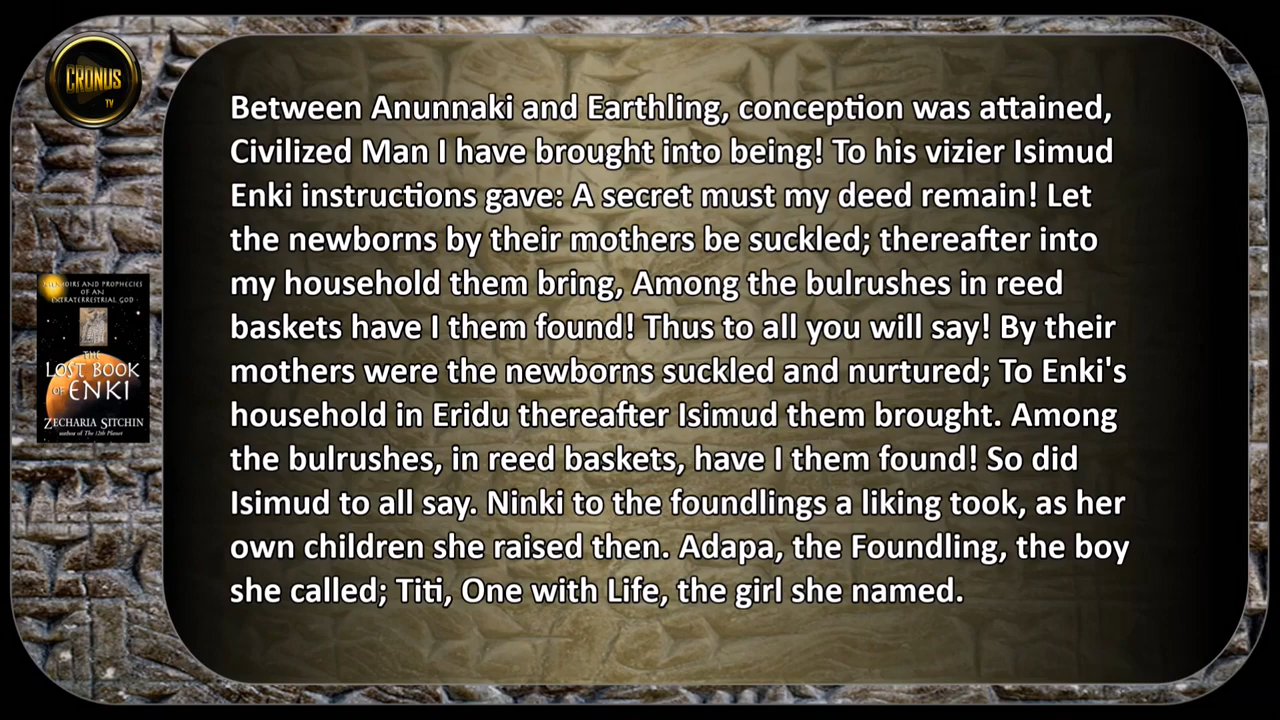 CRONUS
TV
Between Anunnaki and Earthling, conception was attained,
Civilized Man I have brought into being! To his vizier Isimud
Enki instructions gave: A secret must my deed remain! Let
the newborns by their mothers be suckled; thereafter into
my household them bring, Among the bulrushes in reed
baskets have I them found! Thus to all you will say! By their
mothers were the newborns suckled and nurtured; To Enki's
household in Eridu thereafter Isimud them brought. Among
the bulrushes, in reed baskets, have I them found! So did
Isimud to all say. Ninki to the foundlings a liking took, as her
own children she raised then. Adapa, the Foundling, the boy
she called; Titi, One with Life, the girl she named.
MEMOIRS AND PROPHECIES
OF AN
EXTRATERRESTRIAL GOD
THE
LOST BOOK
OF ENKI
ZECHARIA SITCHIN
author of The 12th Planet